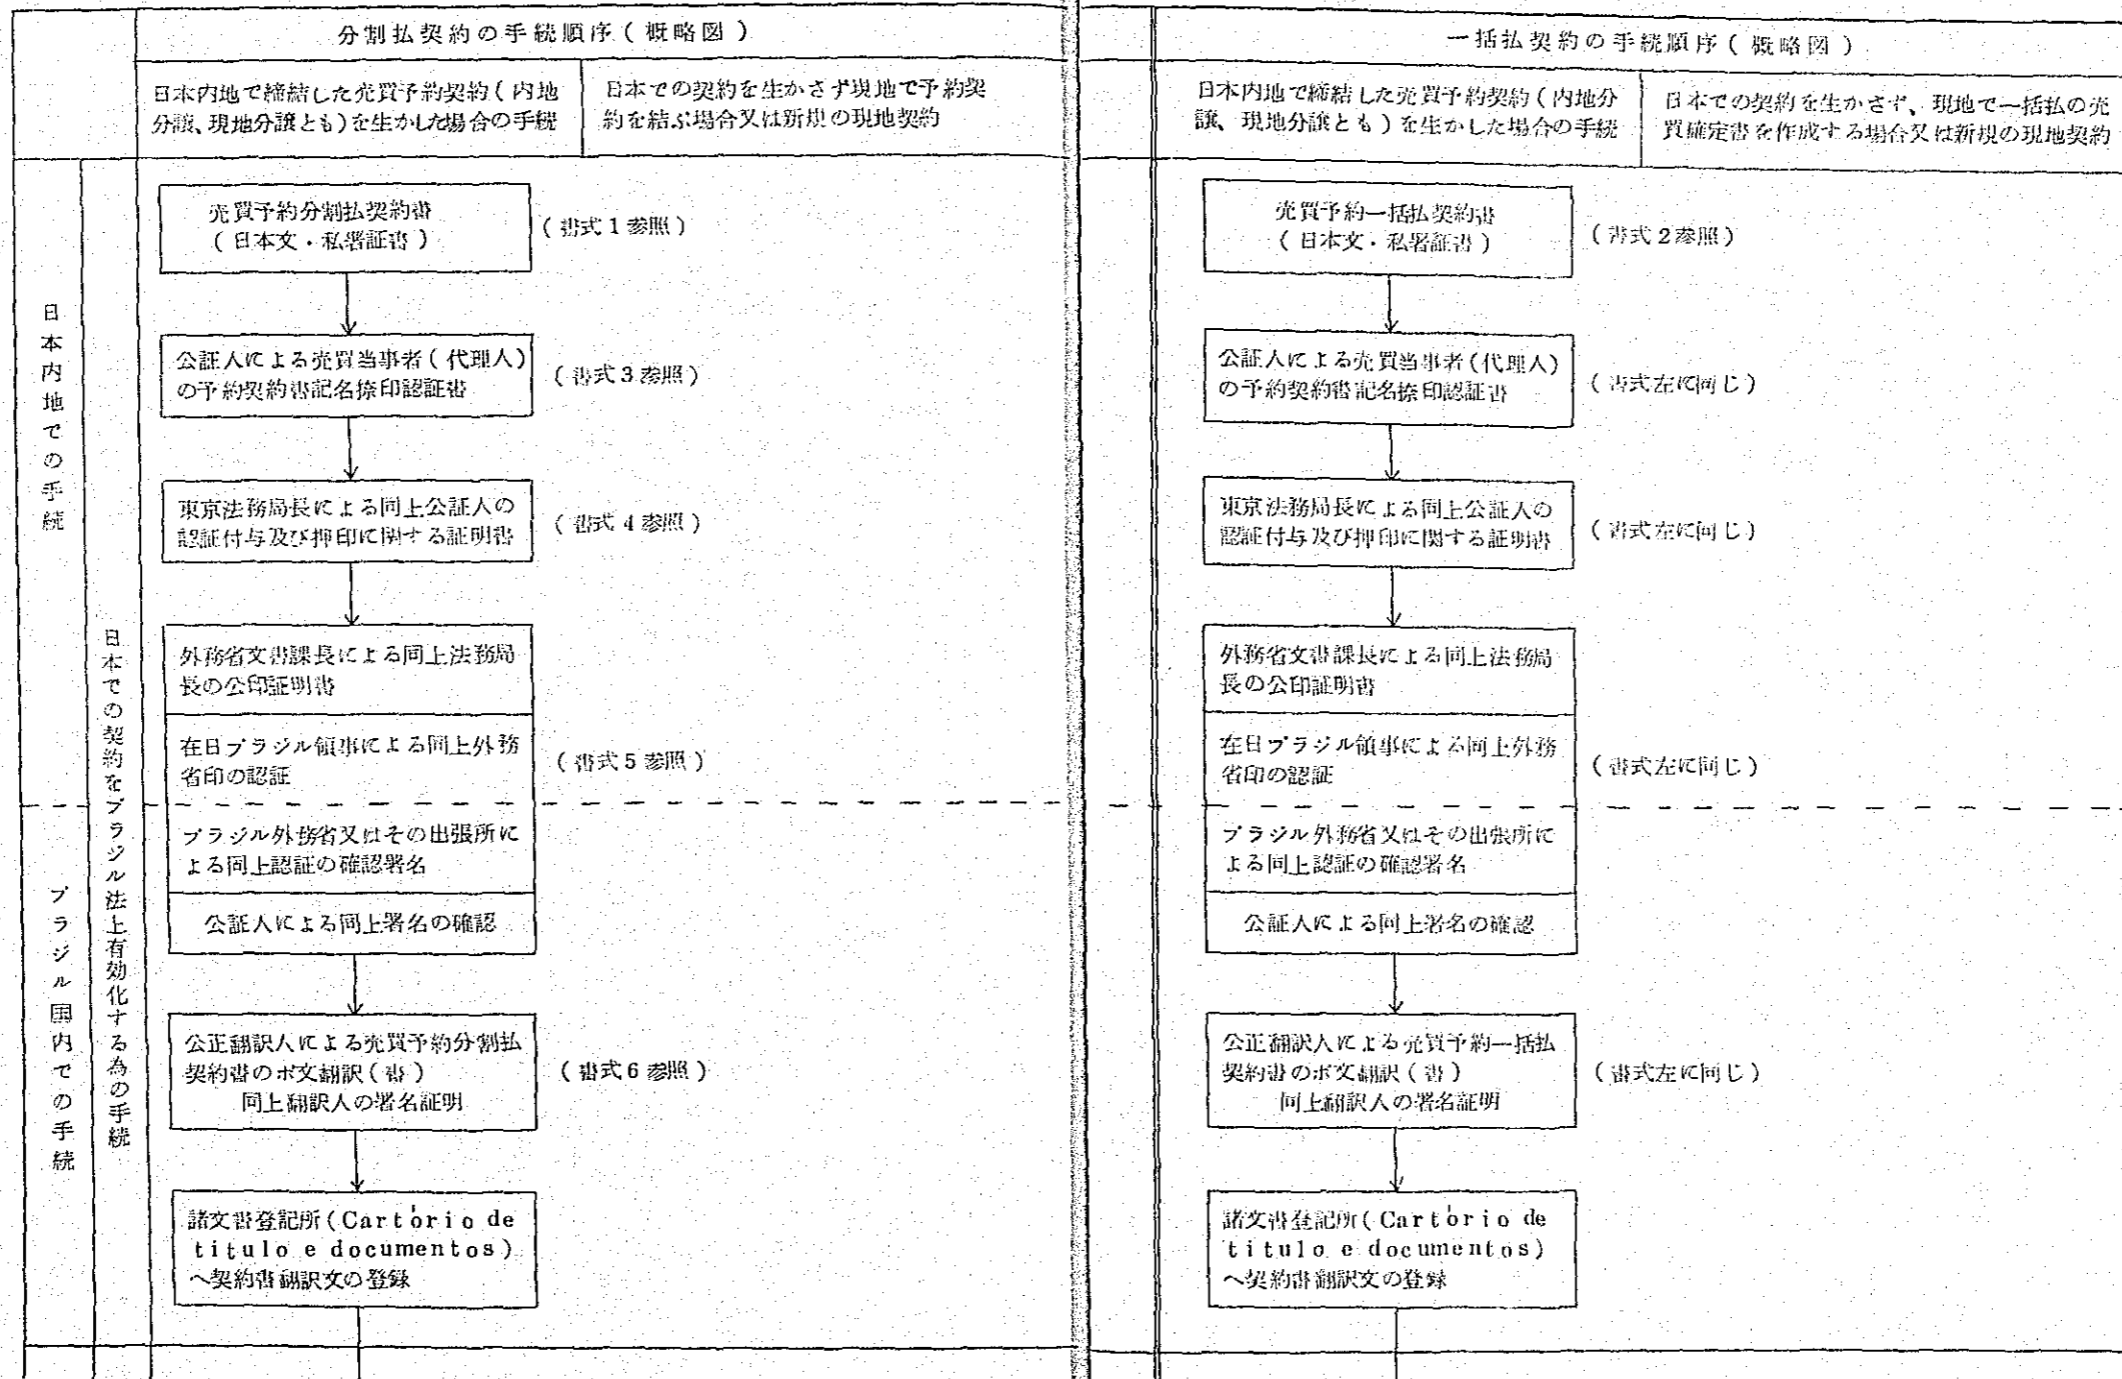 分割払契約の手続順序（概略図）
日本内地で締結した売買予約契約（内地
分譲、現地分譲とも）を生かした場合の手続
日本での契約を生かさず現地で予約契
約を結ぶ場合又は新規の現地契約
日本内地での手続
ブラジル国内での手続
日本での契約をブラジル法上有効化する為の手続
売買予約分割払契約書
（日本文・私署証書）
（書式1参照）
公証人による売買当事者（代理人）
の予約契約書記名捺印認証書
（書式3参照）
東京法務局長による同上公証人の
認証付与及び押印に関する証明書
（書式4参照）
外務省文書課長による同上法務局
長の公印証明書
在日ブラジル領事による同上外務
省印の認証
（書式5参照）
ブラジル外務省又はその出張所に
よる同上認証の確認署名
公証人による同上署名の確認
公正翻訳人による売買予約分割払
契約書のポ文翻訳（書）
同上翻訳人の署名証明
（書式6参照）
諸文書登記所（Cartório de
titulo e documentos）
へ契約書翻訳文の登録
一括払契約の手続順序（概略図）
日本内地で締結した売買予約契約（内地分
譲、現地分譲とも）を生かした場合の手続
日本での契約を生かさず、現地で一括払の売
買確定書を作成する場合又は新規の現地契約
売買予約一括払契約書
（日本文・私署証書）
（書式2参照）
公証人による売買当事者（代理人）
の予約契約書記名捺印認証書
（書式左に同じ）
東京法務局長による同上公証人の
認証付与及び押印に関する証明書
（書式左に同じ）
外務省文書課長による同上法務局
長の公印証明書
在日ブラジル領事による同上外務
省印の認証
（書式左に同じ）
ブラジル外務省又はその出張所に
よる同上認証の確認署名
公証人による同上署名の確認
公正翻訳人による売買予約一括払
契約書のポ文翻訳（書）
同上翻訳人の署名証明
（書式左に同じ）
諸文書登記所（Cartório de
titulo e documentos）
へ契約書翻訳文の登録